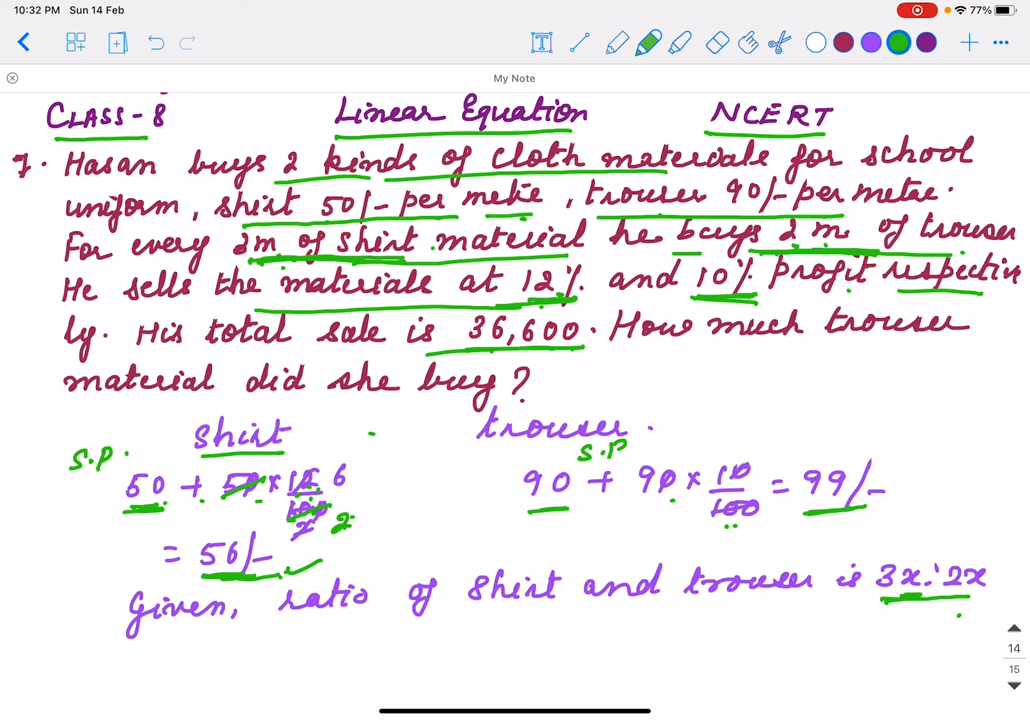 10:32 PM Sun 14 Feb 77%
My Note
CLASS-8 Linear Equation NCERT
7. Hasan buys 2 kinds of cloth materials for school
uniform, shirt 50/- per metre, trouser 90/- per metre.
For every 3m of shirt material he buys 2 m of trouser
He sells the materials at 12% and 10% profit respective
ly. His total sale is 36,600. How much trouser
material did she buy?
shirt trouser.
S.P. S.P
50 + 50 × 12/100 6 2 90 + 90 × 10/100 = 99/-
= 56/-
Given, ratio of shirt and trouser is 3x:2x
14
15